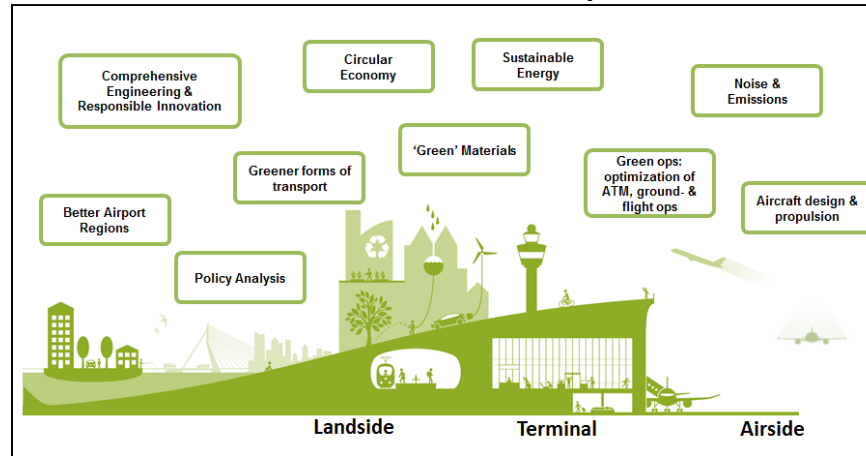 Comprehensive
Engineering &
Responsible Innovation
Circular
Economy
Sustainable
Energy
Noise &
Emissions
'Green' Materials
Greener forms of
transport
Green ops:
optimization of
ATM, ground- &
flight ops
Aircraft design &
propulsion
Better Airport
Regions
Policy Analysis
Landside
Terminal
Airside